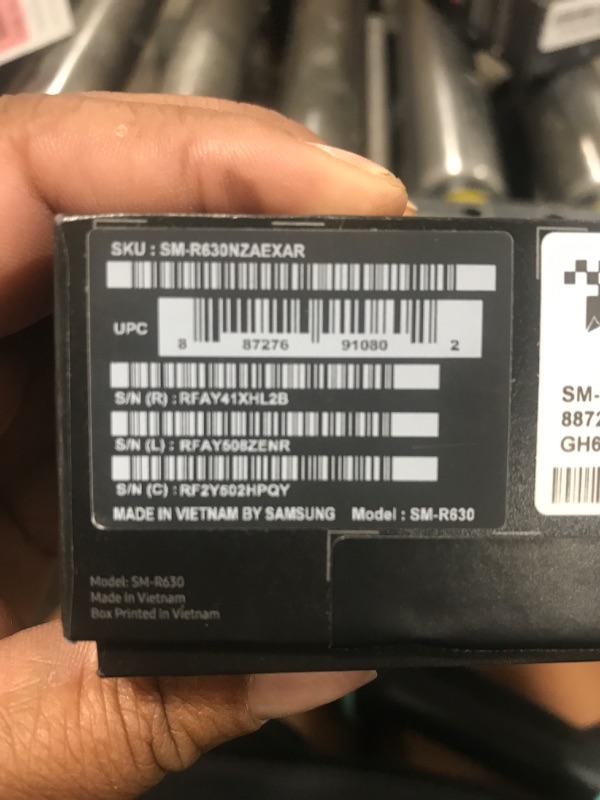 SKU : SM-R630NZAEXAR
UPC
8 87276 91080 2
S/N (R) : RFAY41XHL2B
S/N (L) : RFAY508ZENR
S/N (C) : RF2Y502HPQY
MADE IN VIETNAM BY SAMSUNG Model : SM-R630
Model: SM-R630
Made in Vietnam
Box Printed in Vietnam
SM-
8872
GH6